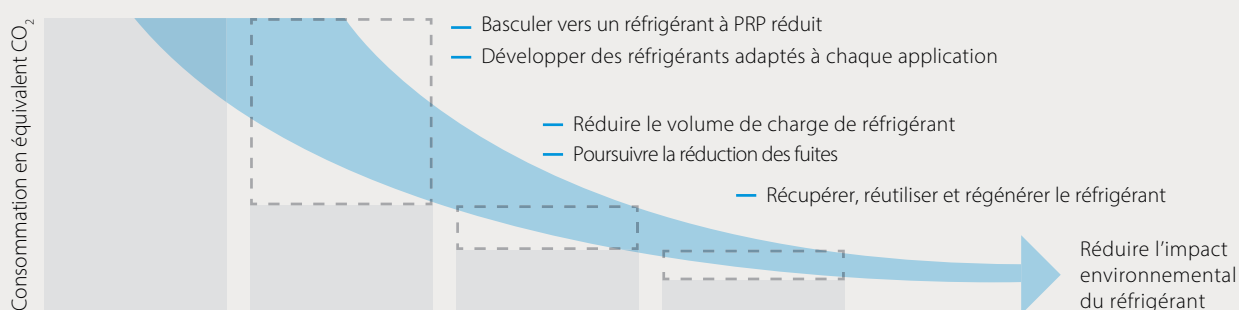 Consommation en équivalent CO₂
— Basculer vers un réfrigérant à PRP réduit
— Développer des réfrigérants adaptés à chaque application
— Réduire le volume de charge de réfrigérant
— Poursuivre la réduction des fuites
— Récupérer, réutiliser et régénérer le réfrigérant
Réduire l'impact
environnemental
du réfrigérant